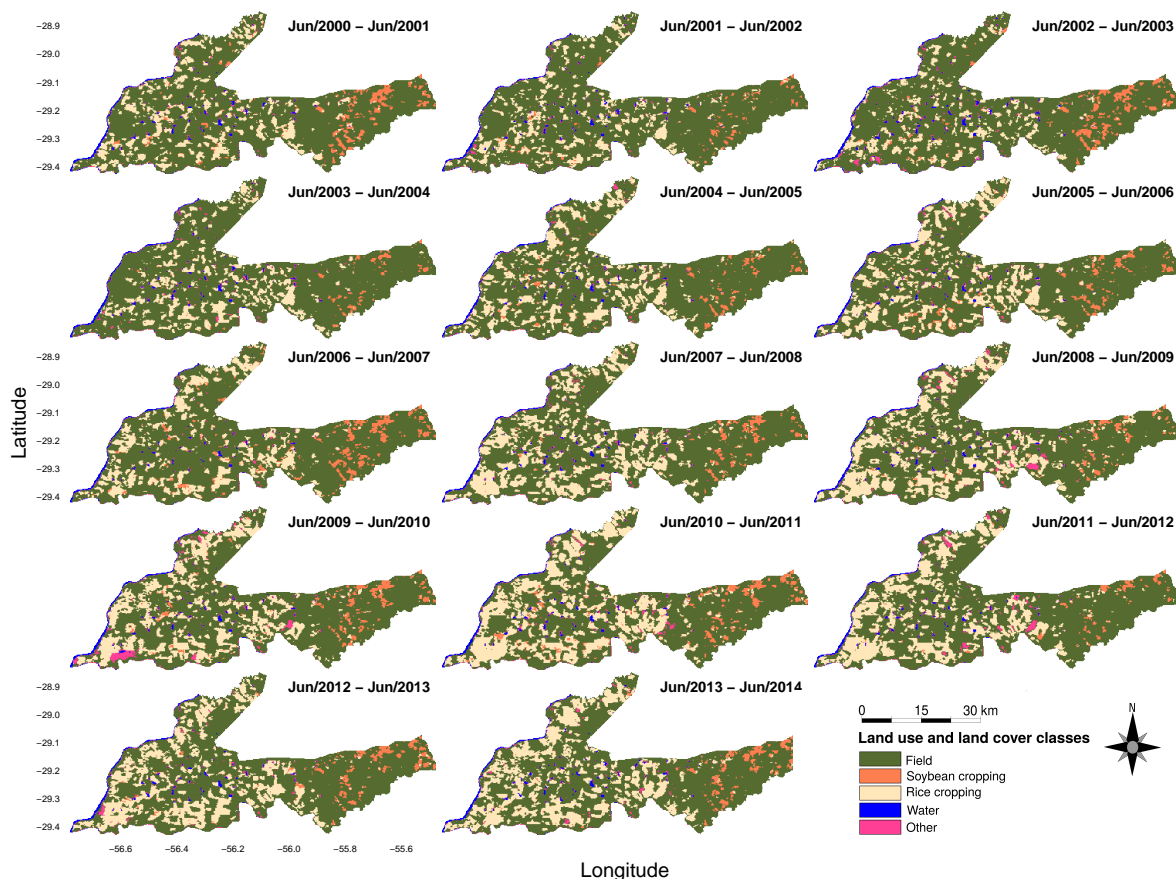 Jun/2000 − Jun/2001
Jun/2001 − Jun/2002
Jun/2002 − Jun/2003
−28.9
−29.0
−29.1
−29.2
−29.3
−29.4
Jun/2003 − Jun/2004
Jun/2004 − Jun/2005
Jun/2005 − Jun/2006
Latitude
Jun/2006 − Jun/2007
Jun/2007 − Jun/2008
Jun/2008 − Jun/2009
−28.9
−29.0
−29.1
−29.2
−29.3
−29.4
Jun/2009 − Jun/2010
Jun/2010 − Jun/2011
Jun/2011 − Jun/2012
Jun/2012 − Jun/2013
Jun/2013 − Jun/2014
−28.9
−29.0
−29.1
−29.2
−29.3
−29.4
−56.6 −56.4 −56.2 −56.0 −55.8 −55.6
Longitude
0 15 30 km
N
Land use and land cover classes
Field
Soybean cropping
Rice cropping
Water
Other